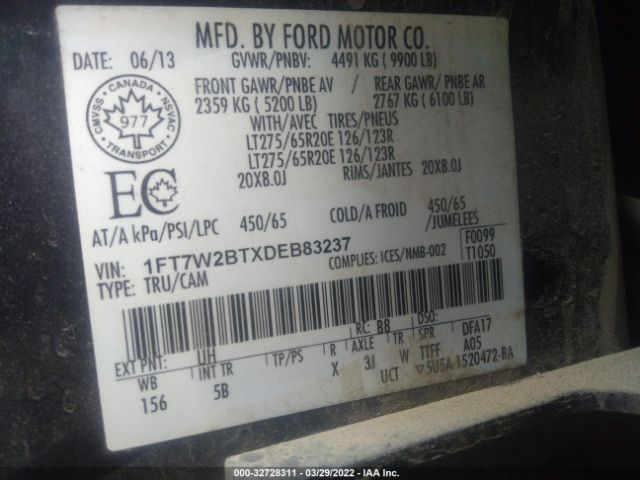 MFD. BY FORD MOTOR CO.
DATE: 06/13 GVWR/PNBV: 4491 KG ( 9900 LB)
FRONT GAWR/PNBE AV / REAR GAWR/ PNBE AR
2359 KG ( 5200 LB) 2767 KG ( 6100 LB)
WITH/AVEC TIRES/PNEUS
LT275/65R20E 126/123R
LT275/65R20E 126/123R
20X8.0J RIMS/JANTES 20X8.0J
CANADA
CMVSS NSVAC
977
TRANSPORT
EC
AT/A kPa/PSI/LPC 450/65 COLD/A FROID 450/65
/JUMELEES
VIN: 1FT7W2BTXDEB83237 COMPLIES: ICES/NMB-002 F0099
TYPE: TRU/CAM T1050
RC: B8 DSO:
EXT PNT: UH TP/PS R AXLE TR SPR DFA17
WB INT TR X 3J W TIFF A05
156 5B UCT ▽5U5A-1520472-BA
000-32728311 - 03/29/2022 - IAA Inc.